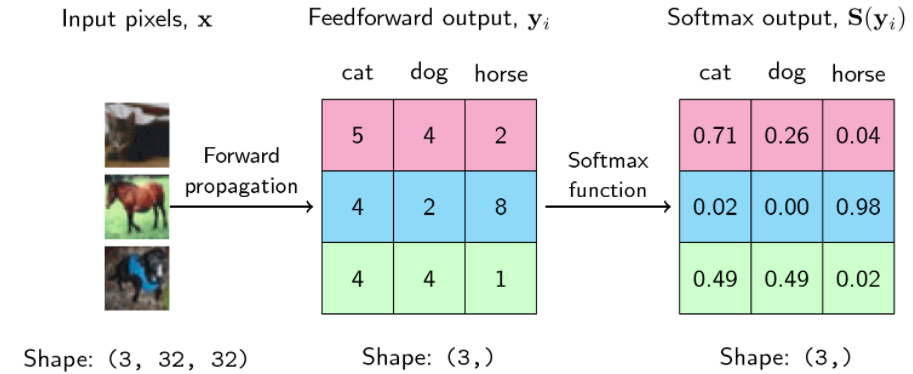 Input pixels, x
Feedforward output, yᵢ
Softmax output, S(yᵢ)
cat dog horse
cat dog horse
5 4 2
0.71 0.26 0.04
Forward
propagation
Softmax
function
4 2 8
0.02 0.00 0.98
4 4 1
0.49 0.49 0.02
Shape: (3, 32, 32)
Shape: (3,)
Shape: (3,)